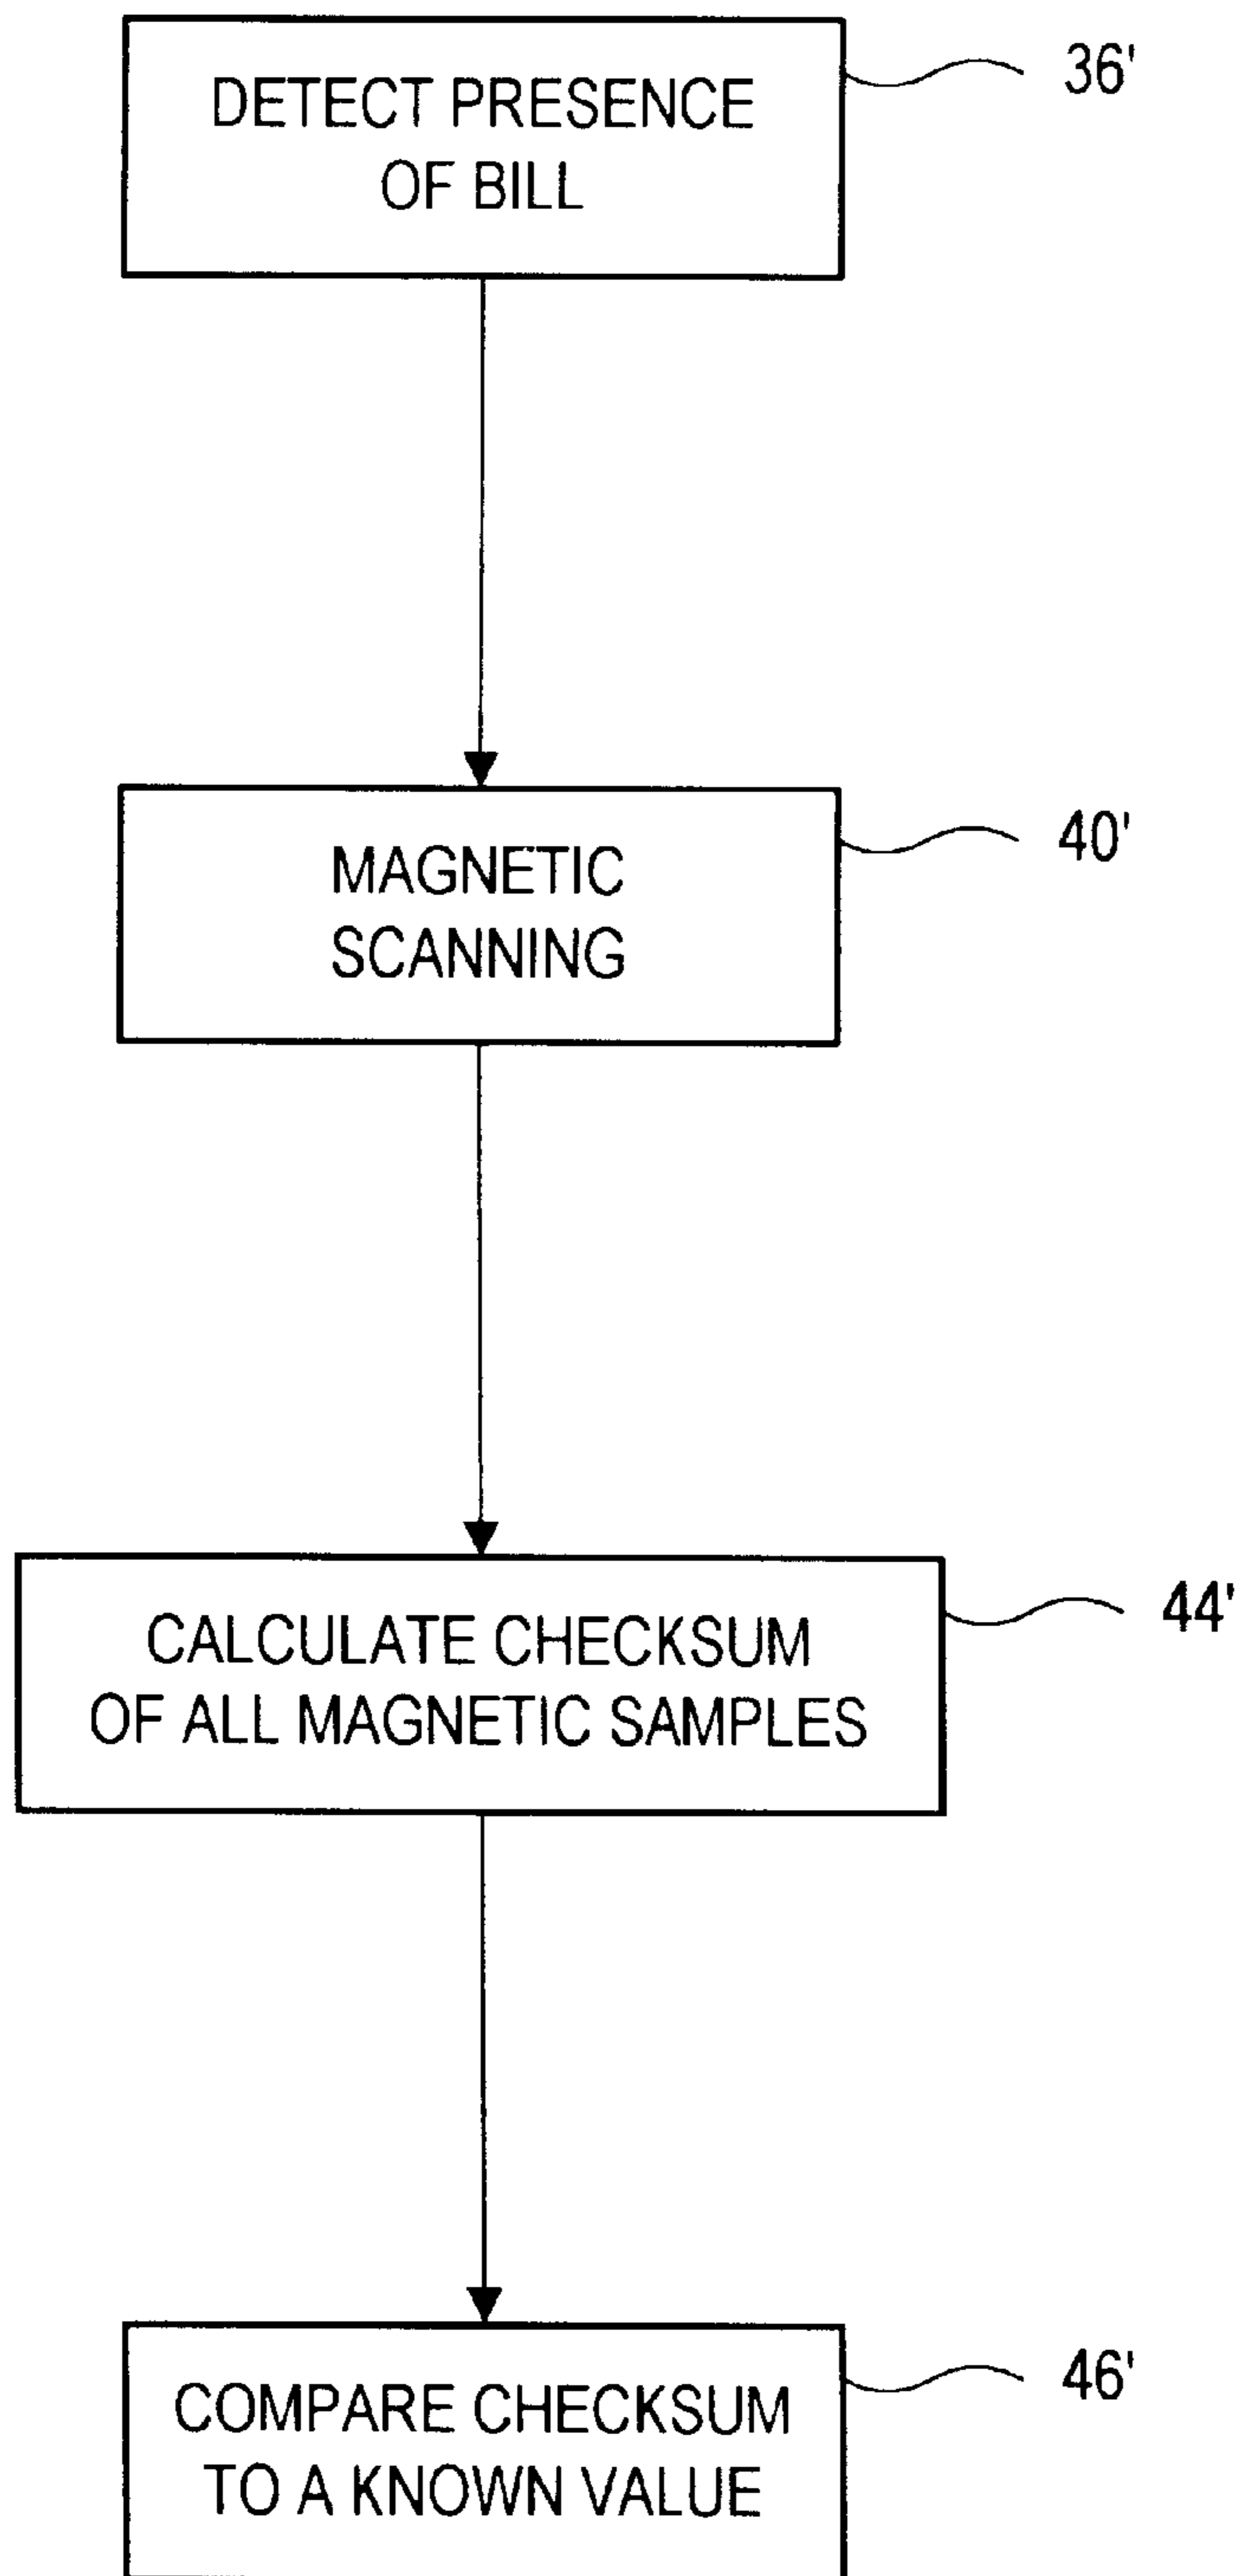 DETECT PRESENCE
OF BILL
36'
MAGNETIC
SCANNING
40'
CALCULATE CHECKSUM
OF ALL MAGNETIC SAMPLES
44'
COMPARE CHECKSUM
TO A KNOWN VALUE
46'